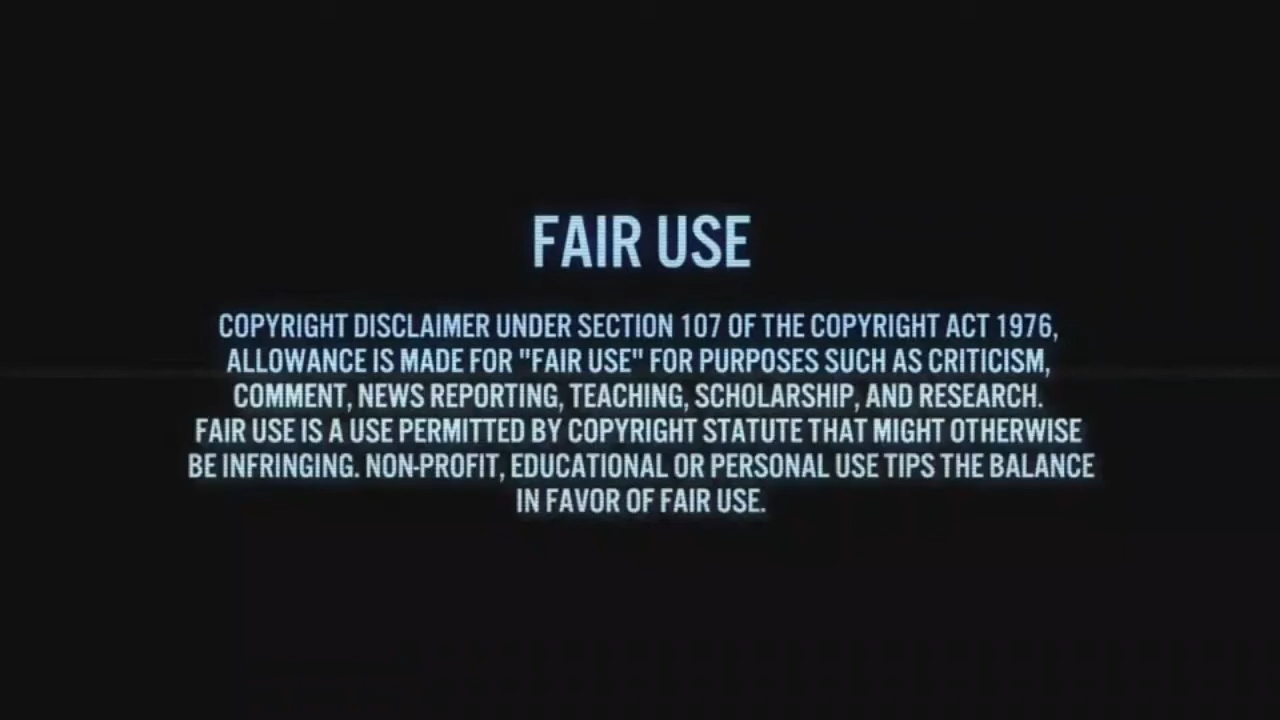 FAIR USE
COPYRIGHT DISCLAIMER UNDER SECTION 107 OF THE COPYRIGHT ACT 1976,
ALLOWANCE IS MADE FOR "FAIR USE" FOR PURPOSES SUCH AS CRITICISM,
COMMENT, NEWS REPORTING, TEACHING, SCHOLARSHIP, AND RESEARCH.
FAIR USE IS A USE PERMITTED BY COPYRIGHT STATUTE THAT MIGHT OTHERWISE
BE INFRINGING. NON-PROFIT, EDUCATIONAL OR PERSONAL USE TIPS THE BALANCE
IN FAVOR OF FAIR USE.